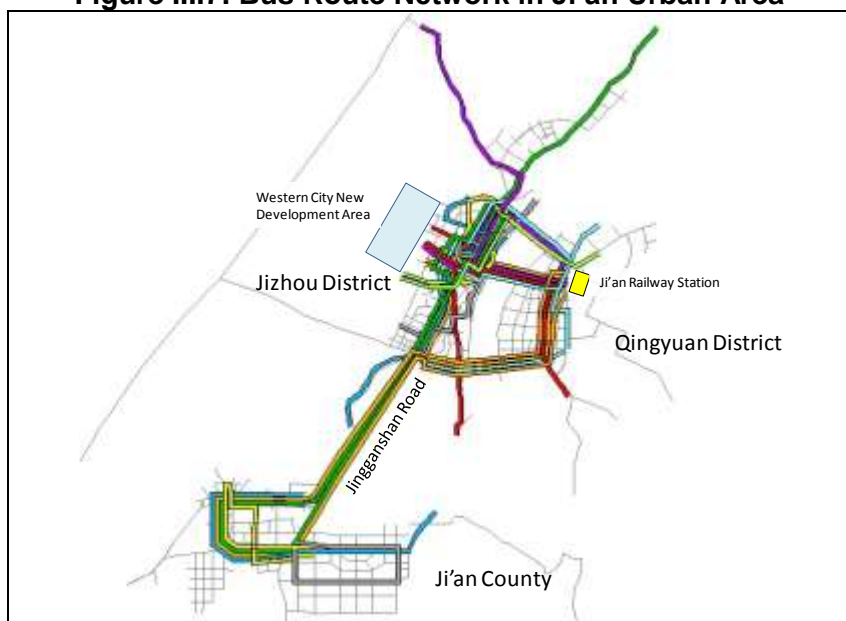 Figure III.7: Bus Route Network in Ji'an Urban Area
Western City New
Development Area
Jizhou District
Ji'an Railway Station
Qingyuan District
Jingganshan Road
Ji'an County